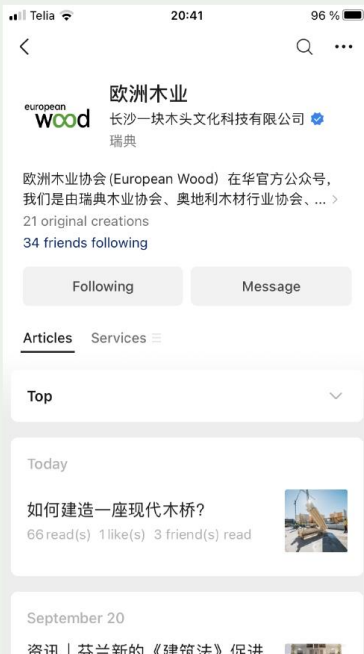 Telia 20:41 96 %
european
wood
欧洲木业
长沙一块木头文化科技有限公司
瑞典
欧洲木业协会(European Wood）在华官方公众号，
我们是由瑞典木业协会、奥地利木材行业协会、...
21 original creations
34 friends following
Following Message
Articles Services
Top
Today
如何建造一座现代木桥?
66 read(s) 1 like(s) 3 friend(s) read
September 20
资讯｜芬兰新的《建筑法》促进